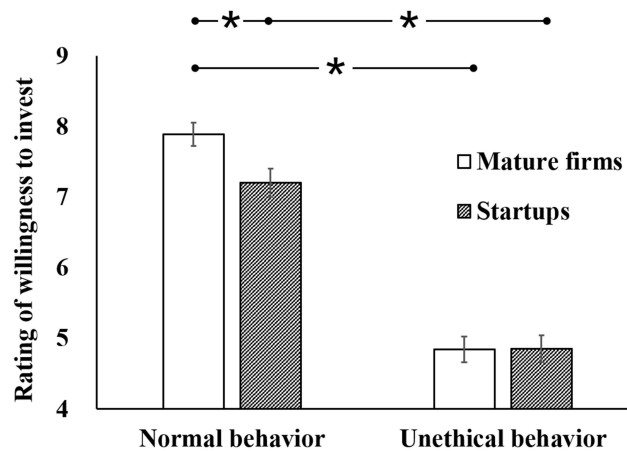 * *
*
9
8
7
6
5
4
Rating of willingness to invest
Mature firms
Startups
Normal behavior Unethical behavior